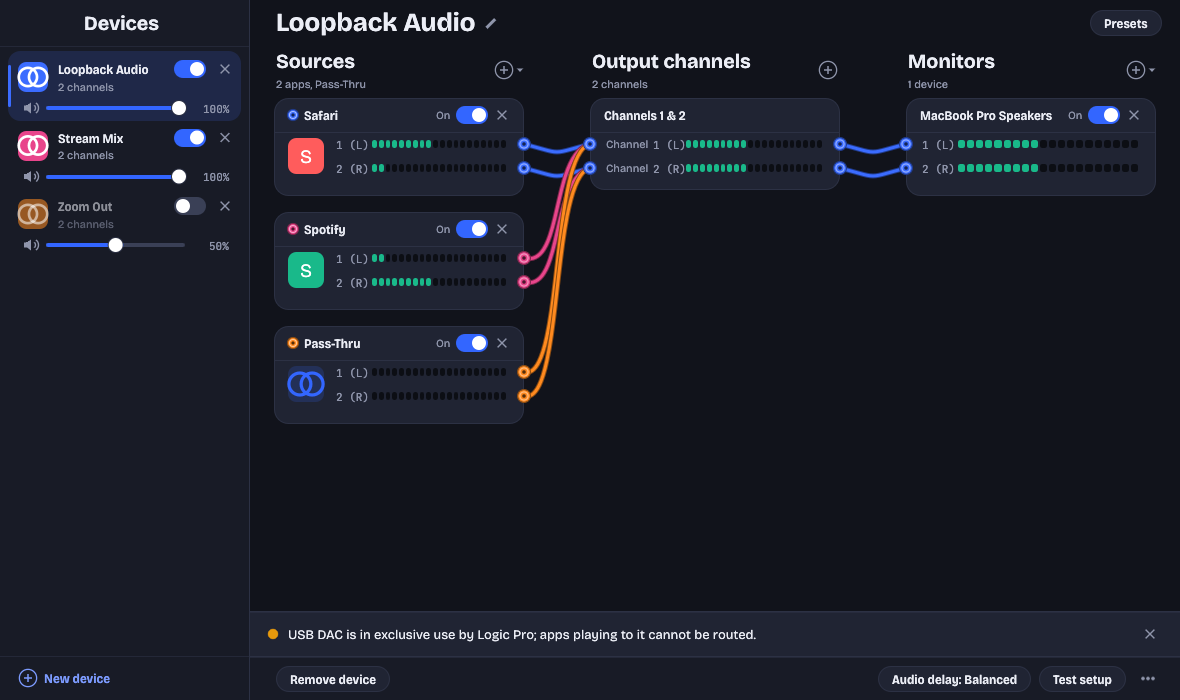 Devices
Loopback Audio
2 channels
100%
Stream Mix
2 channels
100%
Zoom Out
2 channels
50%
New device
Loopback Audio
Presets
Sources
2 apps, Pass-Thru
Output channels
2 channels
Monitors
1 device
Safari
On
S
1 (L)
2 (R)
Spotify
On
S
1 (L)
2 (R)
Pass-Thru
On
1 (L)
2 (R)
Channels 1 & 2
Channel 1 (L)
Channel 2 (R)
MacBook Pro Speakers
On
1 (L)
2 (R)
USB DAC is in exclusive use by Logic Pro; apps playing to it cannot be routed.
Remove device
Audio delay: Balanced
Test setup